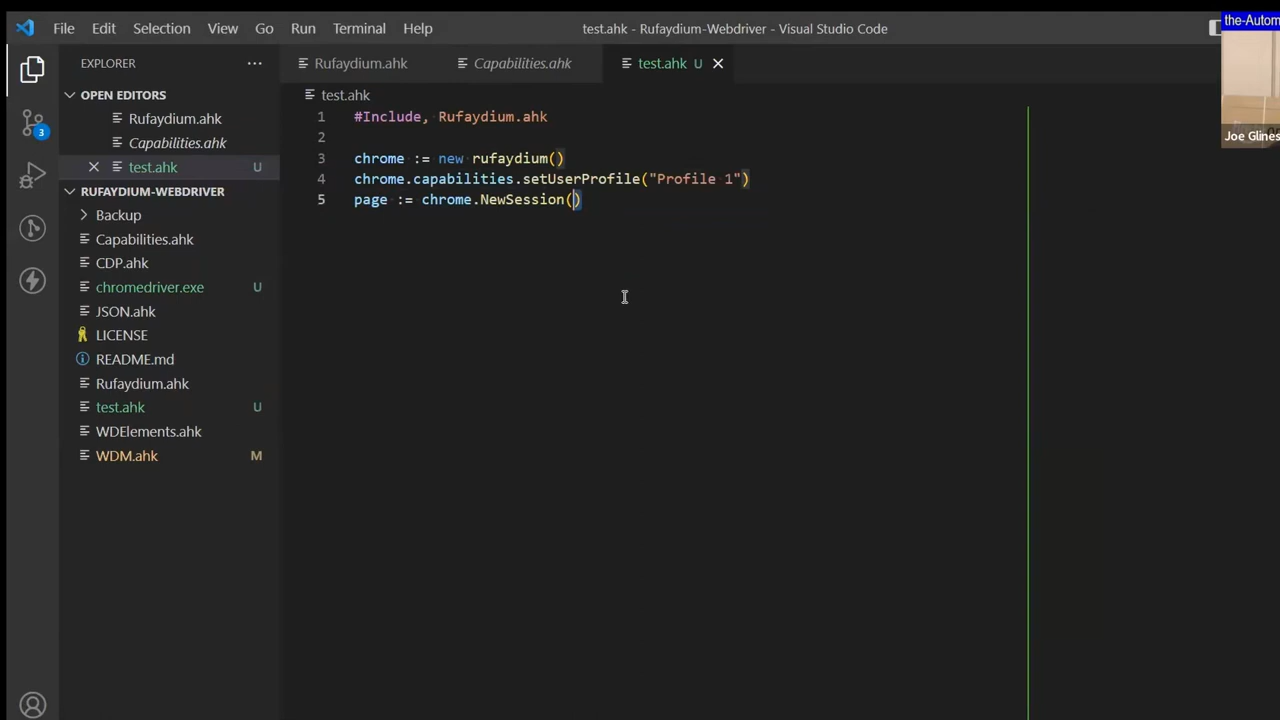 File Edit Selection View Go Run Terminal Help
test.ahk - Rufaydium-Webdriver - Visual Studio Code
the-Autom
EXPLORER
Rufaydium.ahk
Capabilities.ahk
test.ahk U
OPEN EDITORS
Rufaydium.ahk
Capabilities.ahk
test.ahk U
RUFAYDIUM-WEBDRIVER
Backup
Capabilities.ahk
CDP.ahk
chromedriver.exe U
JSON.ahk
LICENSE
README.md
Rufaydium.ahk
test.ahk U
WDElements.ahk
WDM.ahk M
3
test.ahk
1 #Include, Rufaydium.ahk
2
3 chrome := new rufaydium()
4 chrome.capabilities.setUserProfile("Profile 1")
5 page := chrome.NewSession()
Joe Glines